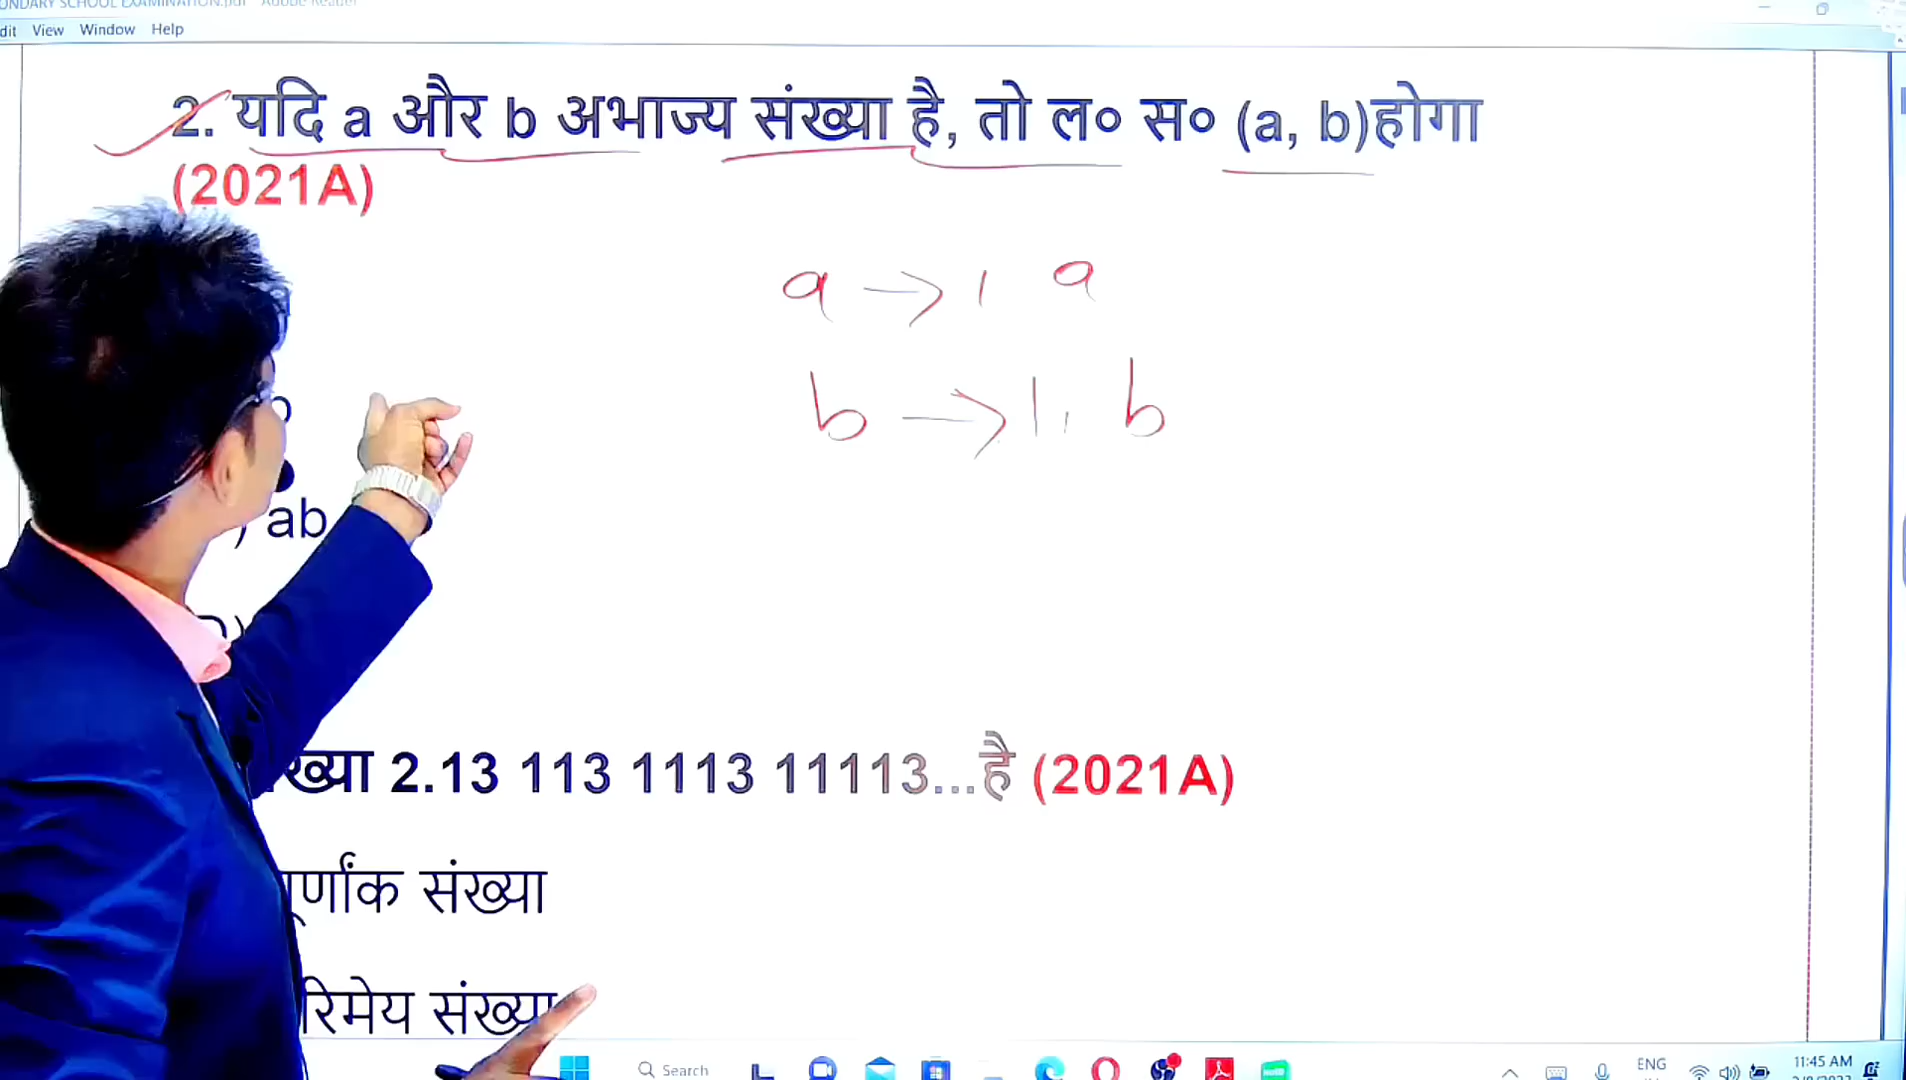 View Window Help
2. यदि a और b अभाज्य संख्या है, तो ल० स० (a, b)होगा
(2021A)
a → 1 a
b → 1, b
ab
2.13 113 1113 11113...है (2021A)
संख्या
संख्या
Search
ENG
11:45 AM